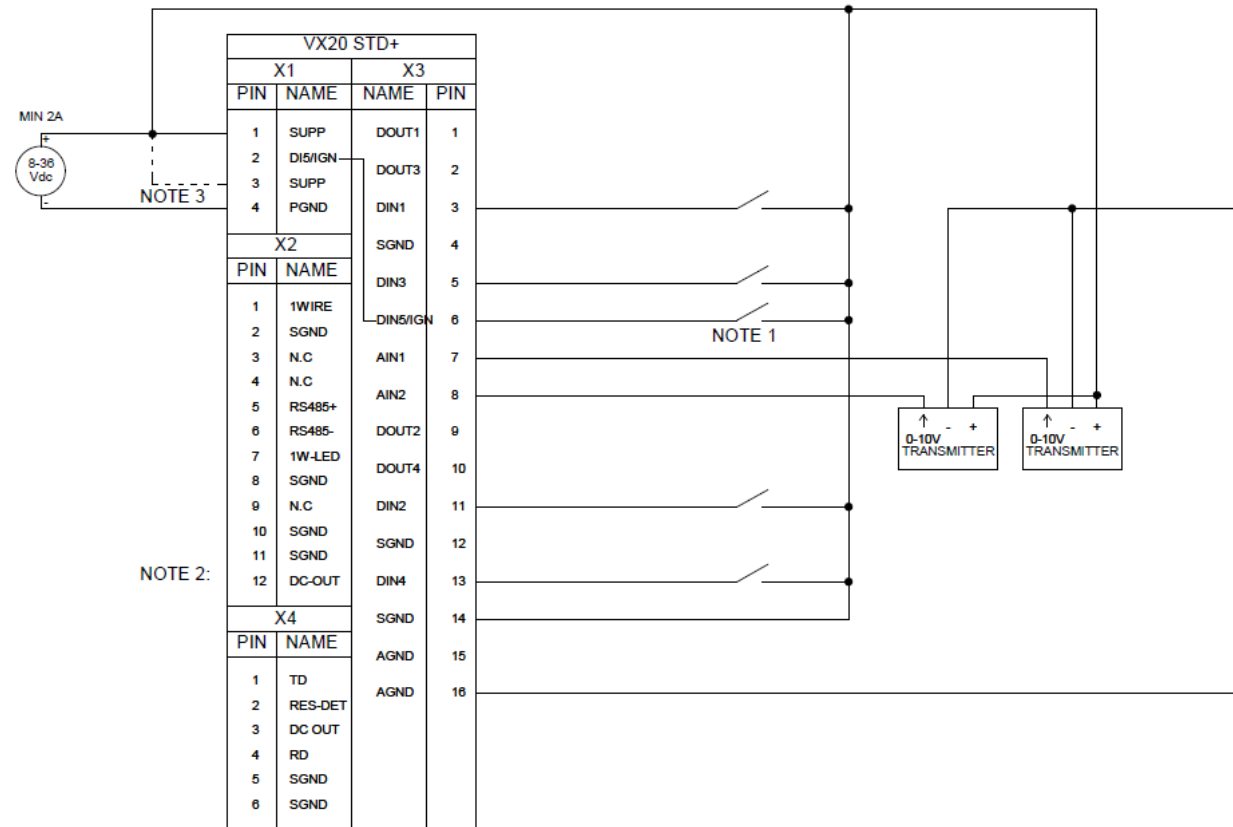 VX20 STD+
X1 X3
PIN NAME NAME PIN
MIN 2A
+
8-36
Vdc
-
1 SUPP DOUT1 1
2 DI5/IGN DOUT3 2
3 SUPP
NOTE 3
4 PGND DIN1 3
X2 SGND 4
PIN NAME DIN3 5
1 1WIRE DIN5/IGN 6
NOTE 1
2 SGND
3 N.C AIN1 7
4 N.C AIN2 8
5 RS485+
6 RS485- DOUT2 9
7 1W-LED DOUT4 10
8 SGND
9 N.C DIN2 11
10 SGND SGND 12
11 SGND
NOTE 2:
12 DC-OUT DIN4 13
X4 SGND 14
PIN NAME AGND 15
1 TD AGND 16
2 RES-DET
3 DC OUT
4 RD
5 SGND
6 SGND
↑ - +
0-10V
TRANSMITTER
↑ - +
0-10V
TRANSMITTER